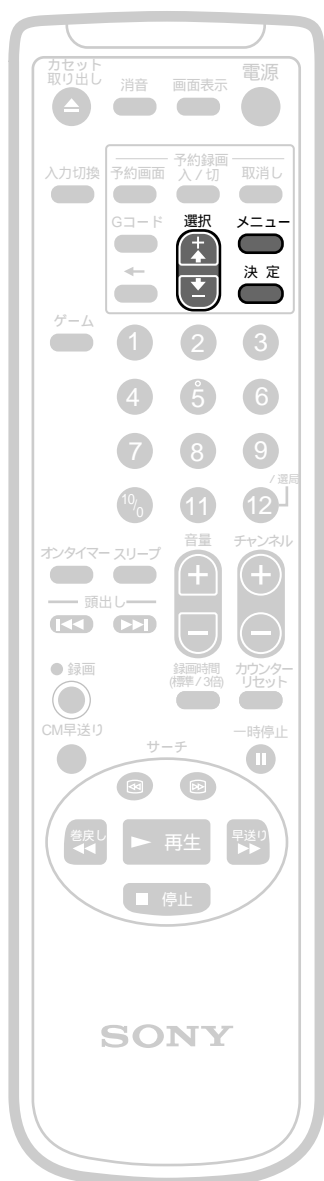 カセット
取り出し
消音
画面表示
電源
入力切換
予約録画
予約画面
入/切
取消し
Gコード
選択
メニュー
+
←
決 定
−
ゲーム
1
2
3
4
5
6
7
8
9
/選局
10/0
11
12
オンタイマー
スリープ
音量
チャンネル
+
+
頭出し
−
−
●録画
録画時間
(標準/3倍)
カウンター
リセット
CM早送り
サーチ
一時停止
巻戻し
再生
早送り
停止
SONY